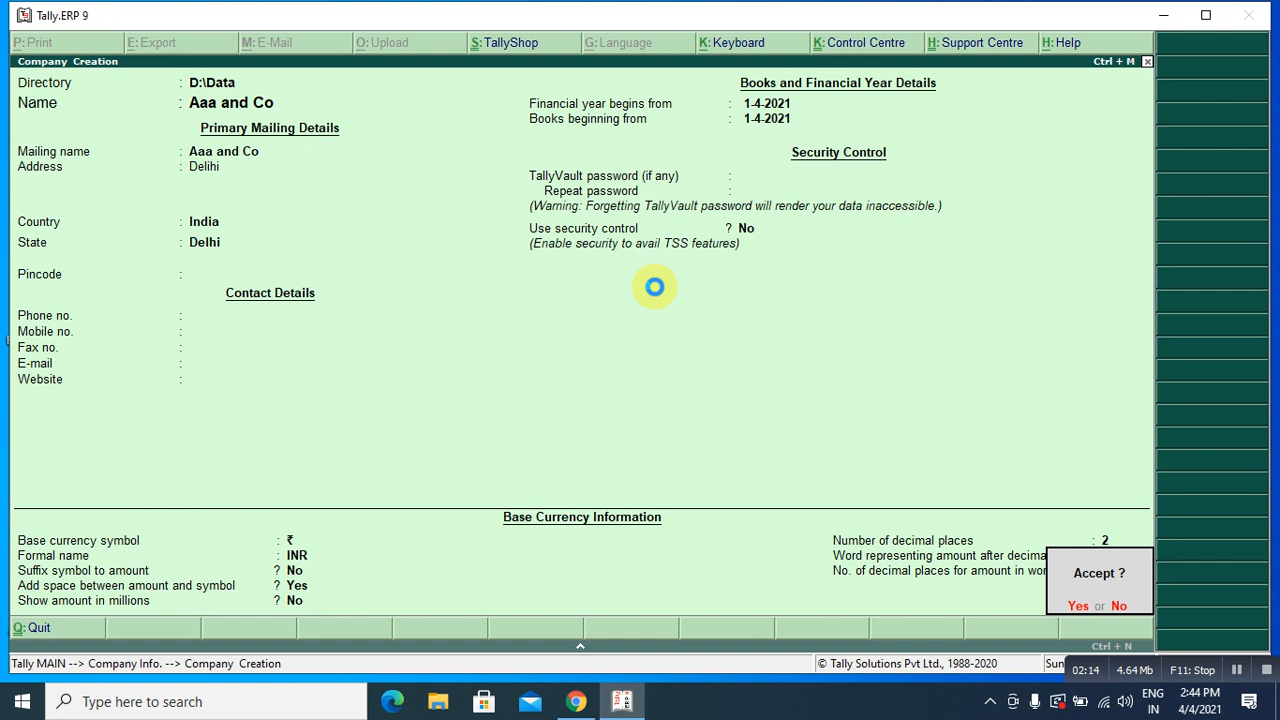 Tally.ERP 9
P: Print E: Export M: E-Mail O: Upload S: TallyShop G: Language K: Keyboard K: Control Centre H: Support Centre H: Help
Company Creation Ctrl + M
Directory : D:\Data
Name : Aaa and Co
Primary Mailing Details
Mailing name : Aaa and Co
Address : Delihi
Country : India
State : Delhi
Pincode :
Contact Details
Phone no. :
Mobile no. :
Fax no. :
E-mail :
Website :
Books and Financial Year Details
Financial year begins from : 1-4-2021
Books beginning from : 1-4-2021
Security Control
TallyVault password (if any) :
Repeat password :
(Warning: Forgetting TallyVault password will render your data inaccessible.)
Use security control ? No
(Enable security to avail TSS features)
Base Currency Information
Base currency symbol : ₹
Formal name : INR
Suffix symbol to amount ? No
Add space between amount and symbol ? Yes
Show amount in millions ? No
Number of decimal places : 2
Word representing amount after decima
No. of decimal places for amount in wor
Accept ?
Yes or No
Q: Quit
Ctrl + N
Tally MAIN --> Company Info. --> Company Creation © Tally Solutions Pvt Ltd., 1988-2020 Sun
02:14 4.64Mb F11: Stop
Type here to search
ENG
IN
2:44 PM
4/4/2021